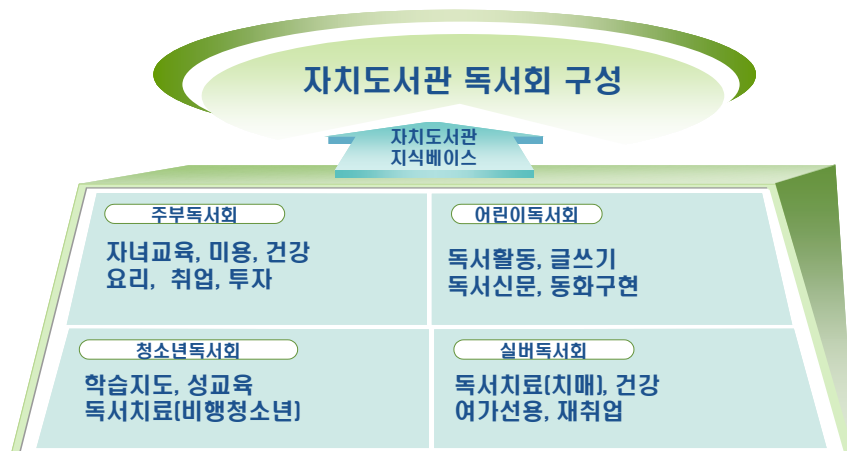 자치도서관 독서회 구성
자치도서관
지식베이스
주부독서회
자녀교육, 미용, 건강
요리, 취업, 투자
어린이독서회
독서활동, 글쓰기
독서신문, 동화구현
청소년독서회
학습지도, 성교육
독서치료(비행청소년)
실버독서회
독서치료(치매), 건강
여가선용, 재취업